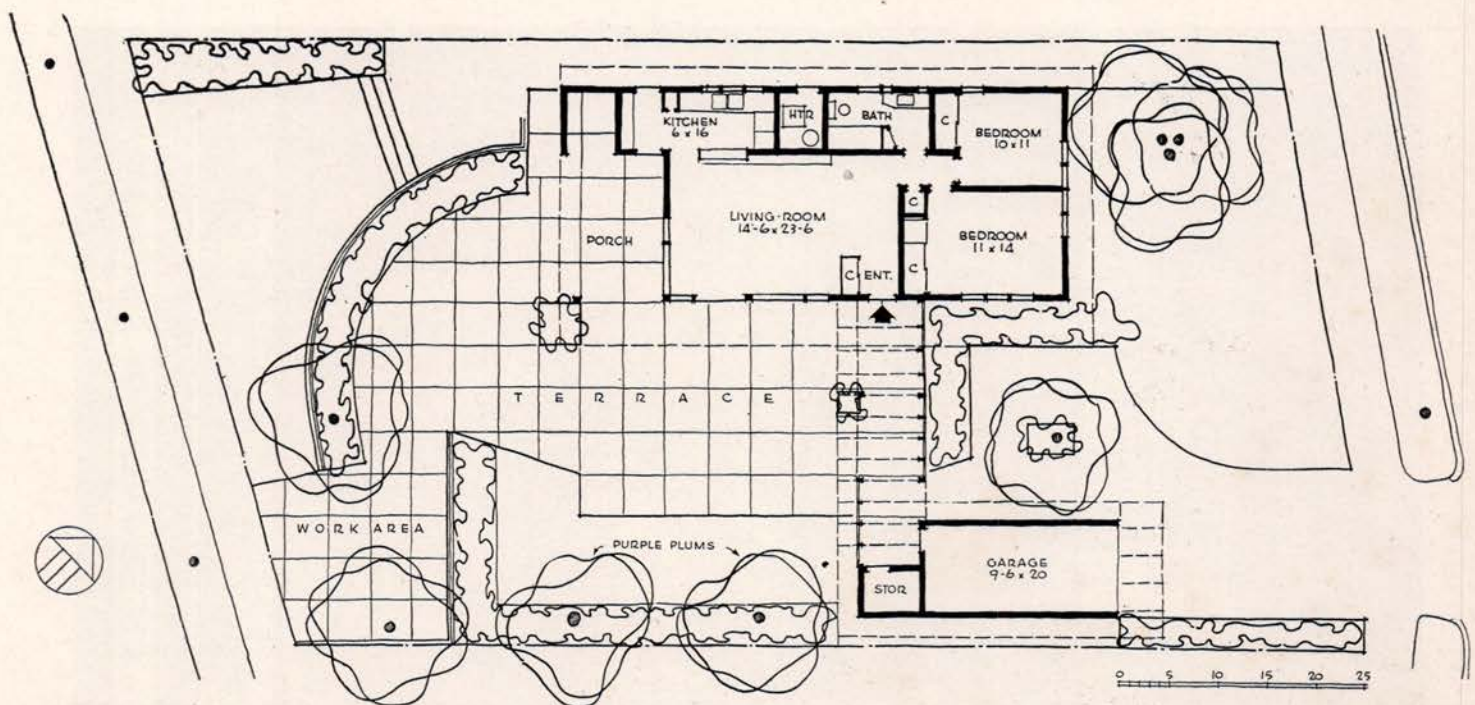 KITCHEN
6 x 16
HTR
BATH
C
BEDROOM
10 x 11
LIVING-ROOM
14'-6 x 23-6
PORCH
C
C
BEDROOM
11 x 14
C
ENT.
TERRACE
WORK AREA
PURPLE PLUMS
STOR
GARAGE
9-6 x 20
0 5 10 15 20 25